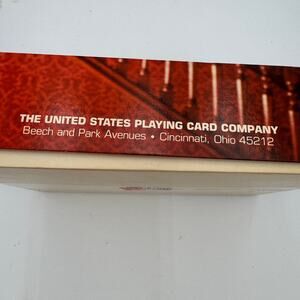 THE UNITED STATES PLAYING CARD COMPANY
Beech and Park Avenues • Cincinnati, Ohio 45212